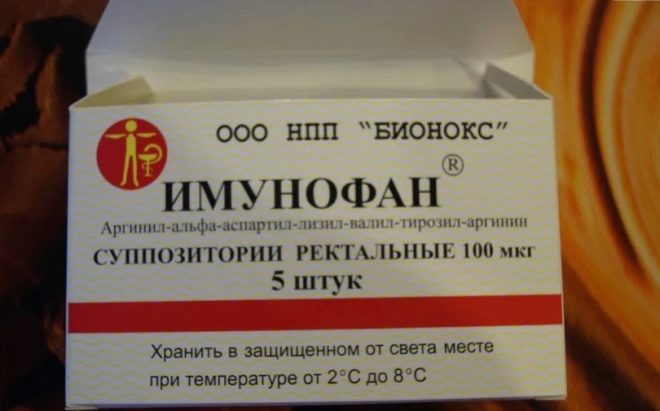 ООО НПП "БИОНОКС"
ИМУНОФАН®
Аргинил-альфа-аспартил-лизил-валил-тирозил-аргинин
СУППОЗИТОРИИ РЕКТАЛЬНЫЕ 100 мкг
5 штук
Хранить в защищенном от света месте
при температуре от 2°С до 8°С